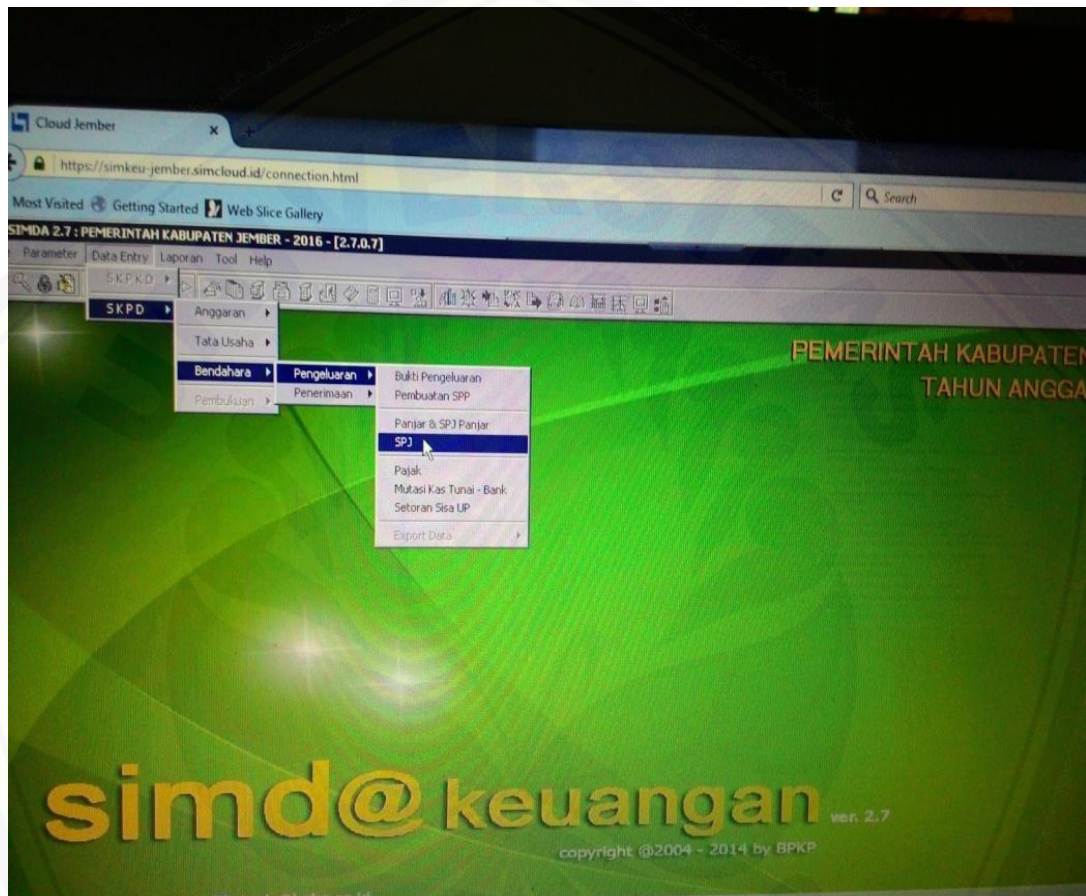 Cloud Jember
https://simkeu-jember.simcloud.id/connection.html
Search
Most Visited Getting Started Web Slice Gallery
SIMDA 2.7 : PEMERINTAH KABUPATEN JEMBER - 2016 - [2.7.0.7]
Parameter Data Entry Laporan Tool Help
SKPKD
SKPD
Anggaran
Tata Usaha
Bendahara
Pembukuan
Pengeluaran
Penerimaan
Bukti Pengeluaran
Pembuatan SPP
Panjar & SPJ Panjar
SPJ
Pajak
Mutasi Kas Tunai - Bank
Setoran Sisa UP
Export Data
PEMERINTAH KABUPATEN
TAHUN ANGGA
simd@ keuangan ver. 2.7
copyright @2004 - 2014 by BPKP